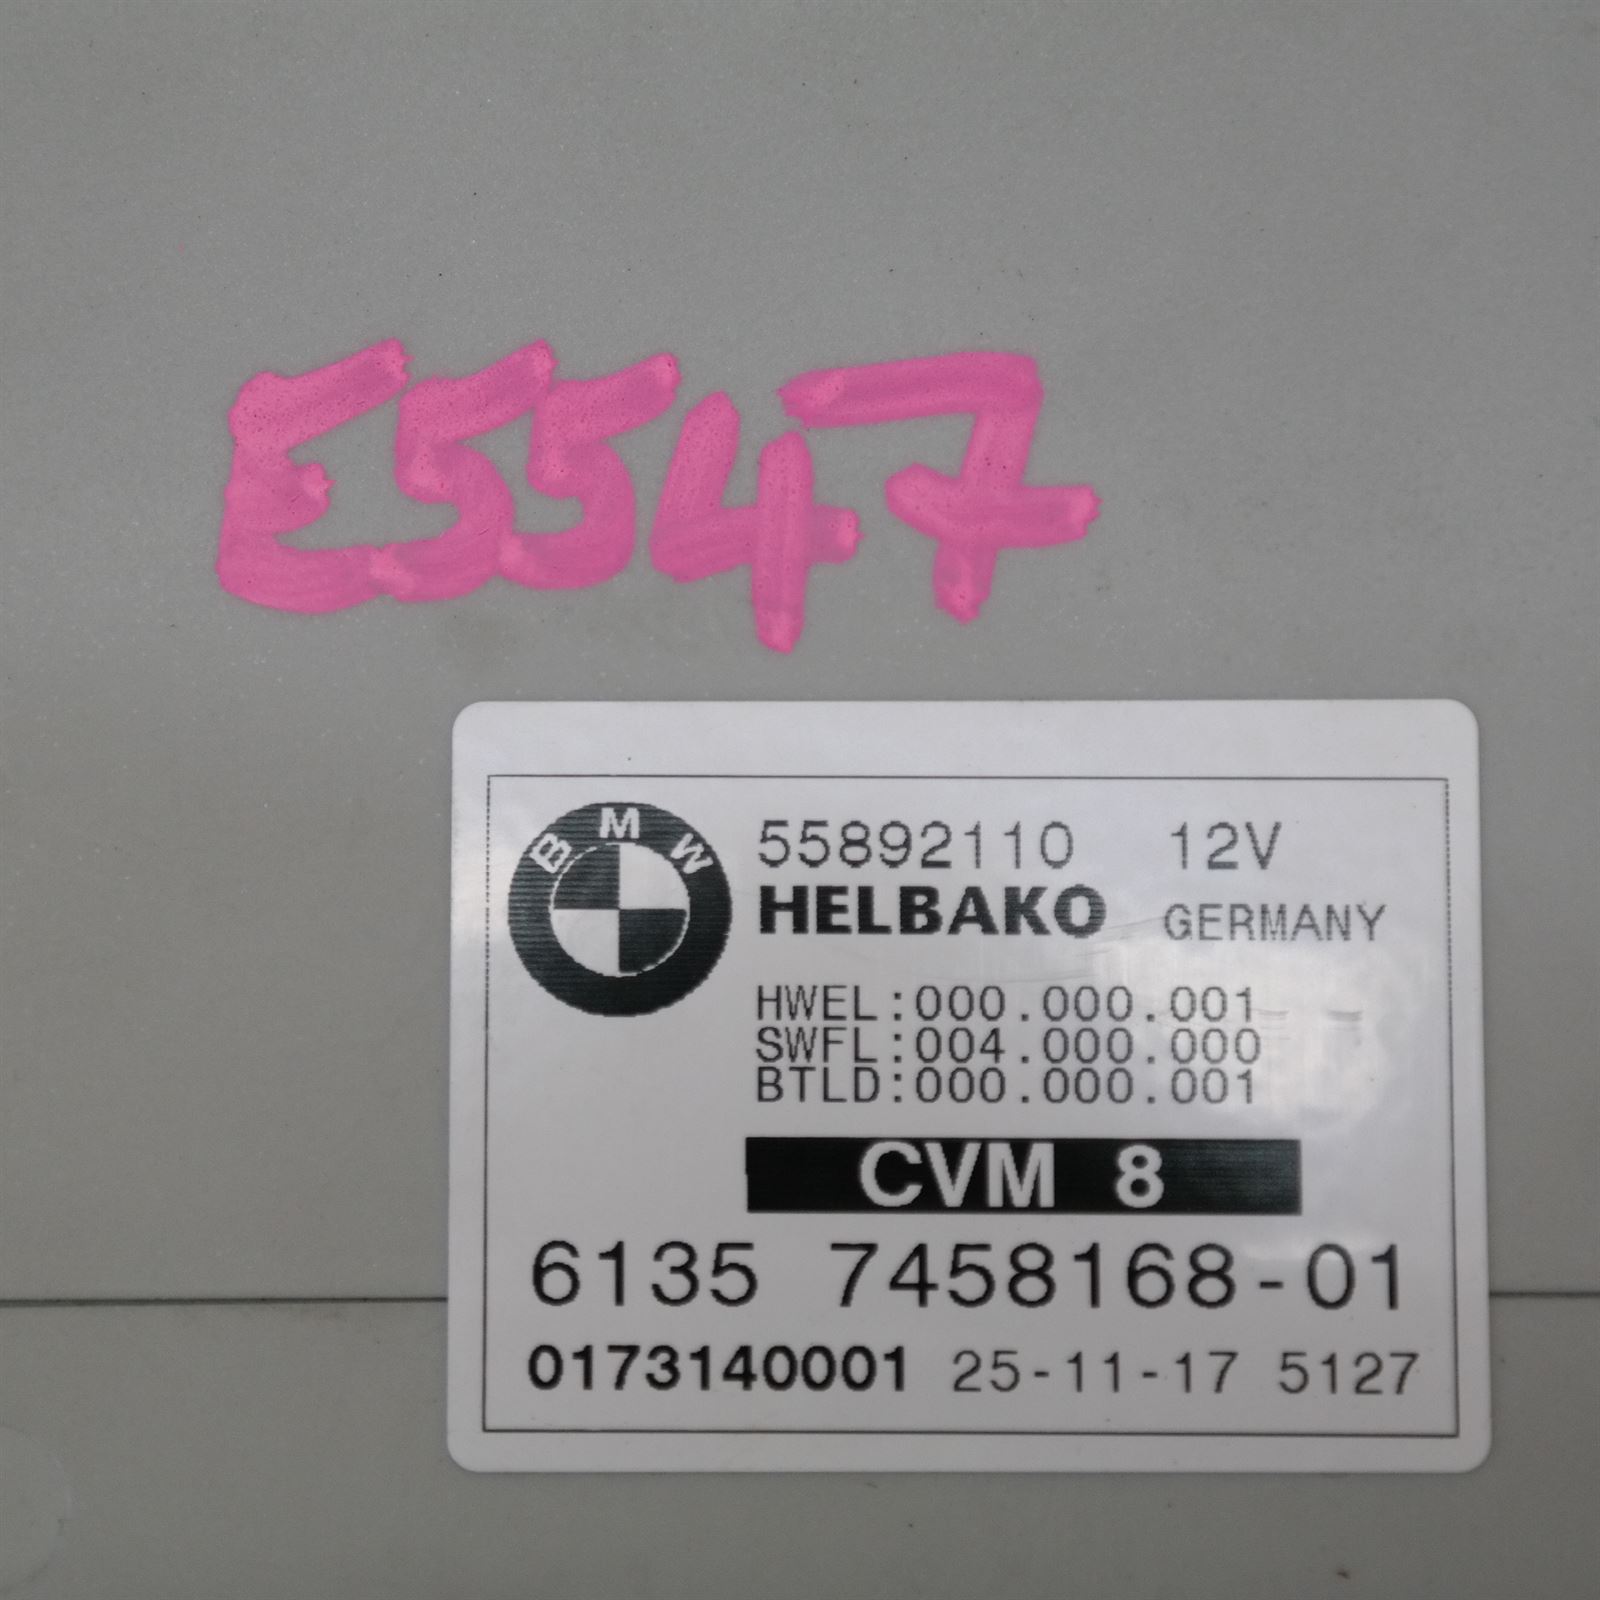 E5547
BMW
55892110 12V
HELBAKO GERMANY
HWEL:000.000.001
SWFL:004.000.000
BTLD:000.000.001
CVM 8
6135 7458168-01
0173140001 25-11-17 5127